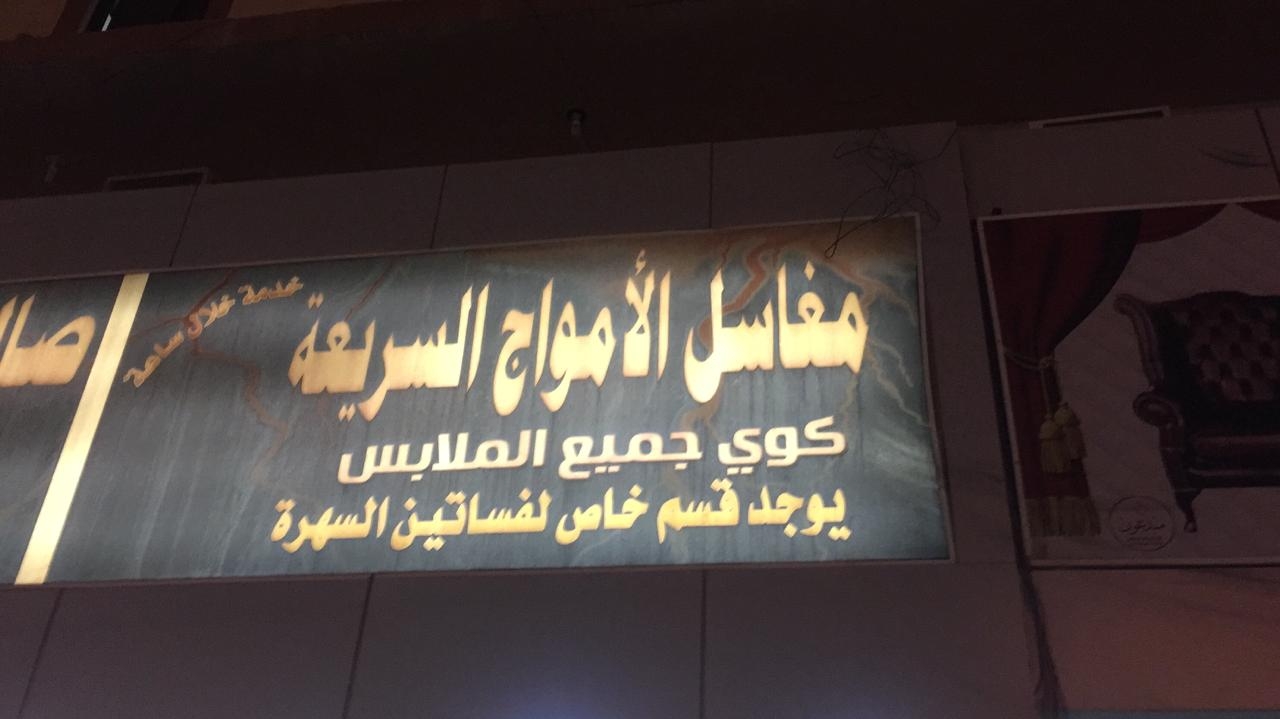 مغاسل الأمواج السريعة
خدمة خلال ساعة
كوي جميع الملابس
يوجد قسم خاص لفساتين السهرة